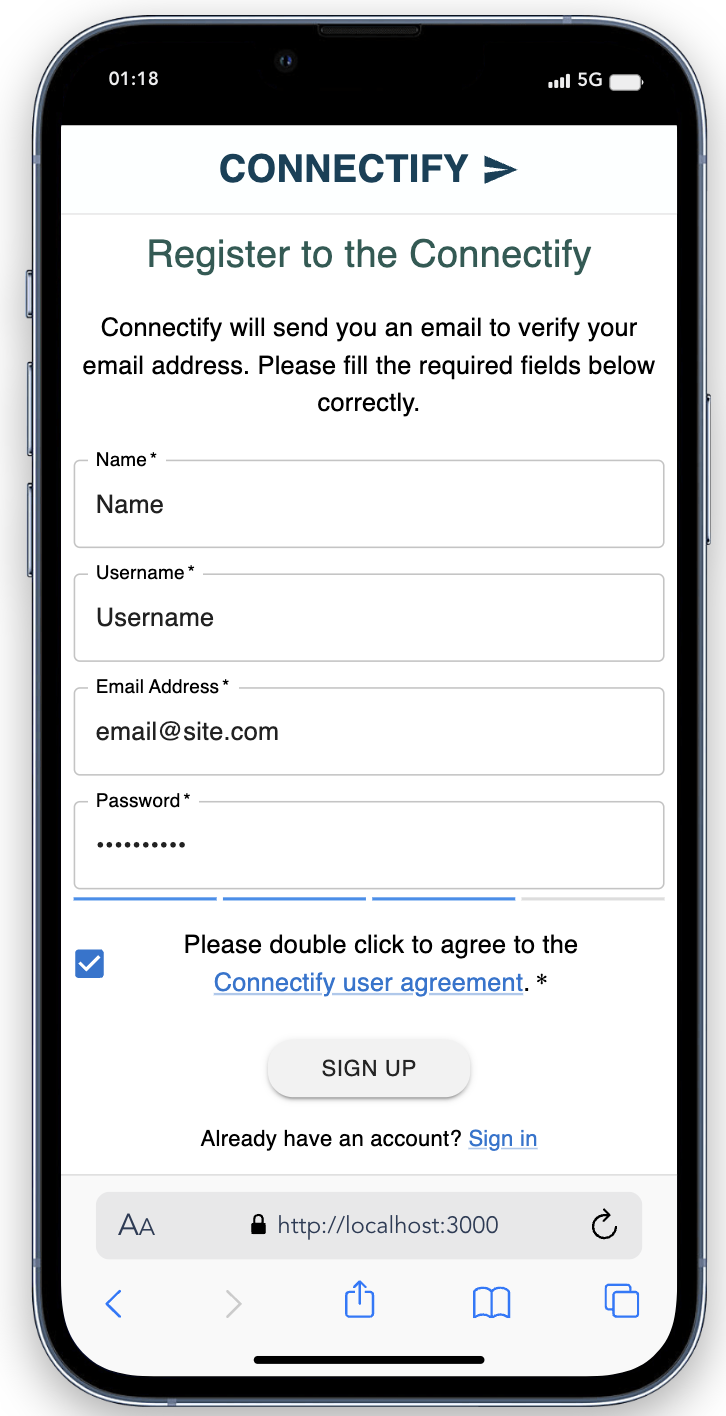 01:18 5G
CONNECTIFY
Register to the Connectify
Connectify will send you an email to verify your
email address. Please fill the required fields below
correctly.
Name *
Name
Username *
Username
Email Address *
email@site.com
Password *
••••••••••
Please double click to agree to the
Connectify user agreement. *
SIGN UP
Already have an account? Sign in
AA http://localhost:3000